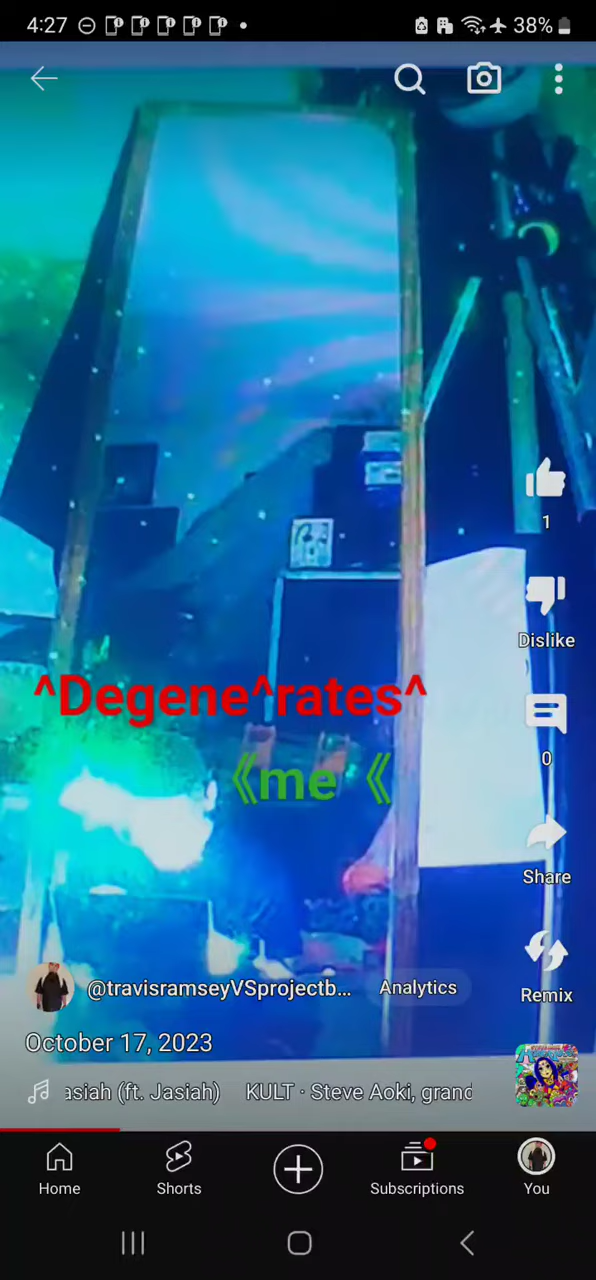 4:27
38%
^Degene^rates^
《me《
1
Dislike
0
Share
@travisramseyVSprojectb...
Analytics
Remix
October 17, 2023
asiah (ft. Jasiah) KULT · Steve Aoki, grand
Home
Shorts
Subscriptions
You